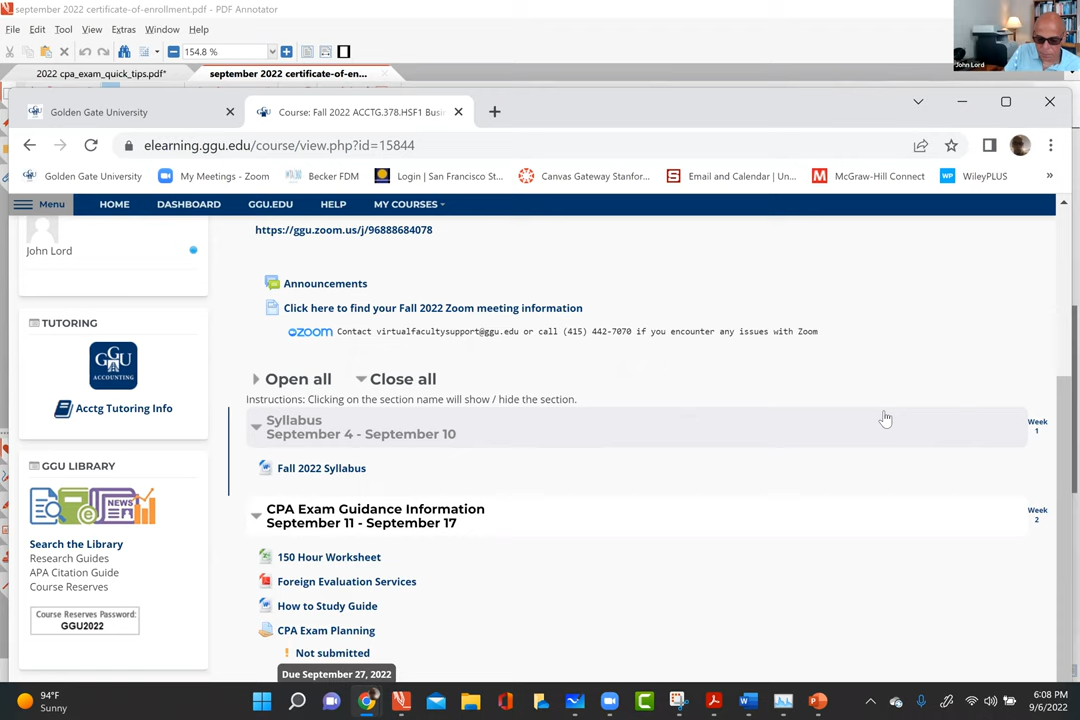 september 2022 certificate-of-enrollment.pdf - PDF Annotator
File Edit Tool View Extras Window Help
154.8 %
2022 cpa_exam_quick_tips.pdf* september 2022 certificate-of-en...
John Lord
Golden Gate University Course: Fall 2022 ACCTG.378.HSF1 Busi
elearning.ggu.edu/course/view.php?id=15844
Golden Gate University My Meetings - Zoom Becker FDM Login | San Francisco St... Canvas Gateway Stanfor... Email and Calendar | Un... McGraw-Hill Connect WileyPLUS »
Menu HOME DASHBOARD GGU.EDU HELP MY COURSES
https://ggu.zoom.us/j/96888684078
John Lord
Announcements
Click here to find your Fall 2022 Zoom meeting information
zoom Contact virtualfacultysupport@ggu.edu or call (415) 442-7070 if you encounter any issues with Zoom
TUTORING
GGU
ACCOUNTING
Acctg Tutoring Info
Open all Close all
Instructions: Clicking on the section name will show / hide the section.
Syllabus
September 4 - September 10
Week
1
Fall 2022 Syllabus
GGU LIBRARY
NEWS
Search the Library
Research Guides
APA Citation Guide
Course Reserves
Course Reserves Password:
GGU2022
CPA Exam Guidance Information
September 11 - September 17
Week
2
150 Hour Worksheet
Foreign Evaluation Services
How to Study Guide
CPA Exam Planning
Not submitted
Due September 27, 2022
94°F
Sunny
6:08 PM
9/6/2022